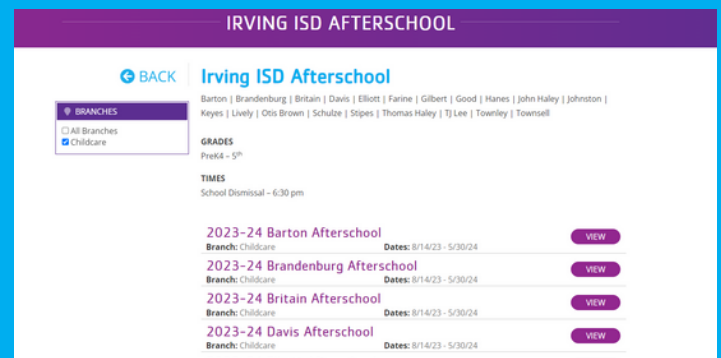 IRVING ISD AFTERSCHOOL
BACK
BRANCHES
All Branches
Childcare
Irving ISD Afterschool
Barton | Brandenburg | Britain | Davis | Elliott | Farine | Gilbert | Good | Hanes | John Haley | Johnston |
Keyes | Lively | Otis Brown | Schulze | Stipes | Thomas Haley | TJ Lee | Townley | Townsell
GRADES
PreK4 – 5th
TIMES
School Dismissal – 6:30 pm
2023-24 Barton Afterschool
Branch: Childcare Dates: 8/14/23 - 5/30/24
VIEW
2023-24 Brandenburg Afterschool
Branch: Childcare Dates: 8/14/23 - 5/30/24
VIEW
2023-24 Britain Afterschool
Branch: Childcare Dates: 8/14/23 - 5/30/24
VIEW
2023-24 Davis Afterschool
Branch: Childcare Dates: 8/14/23 - 5/30/24
VIEW